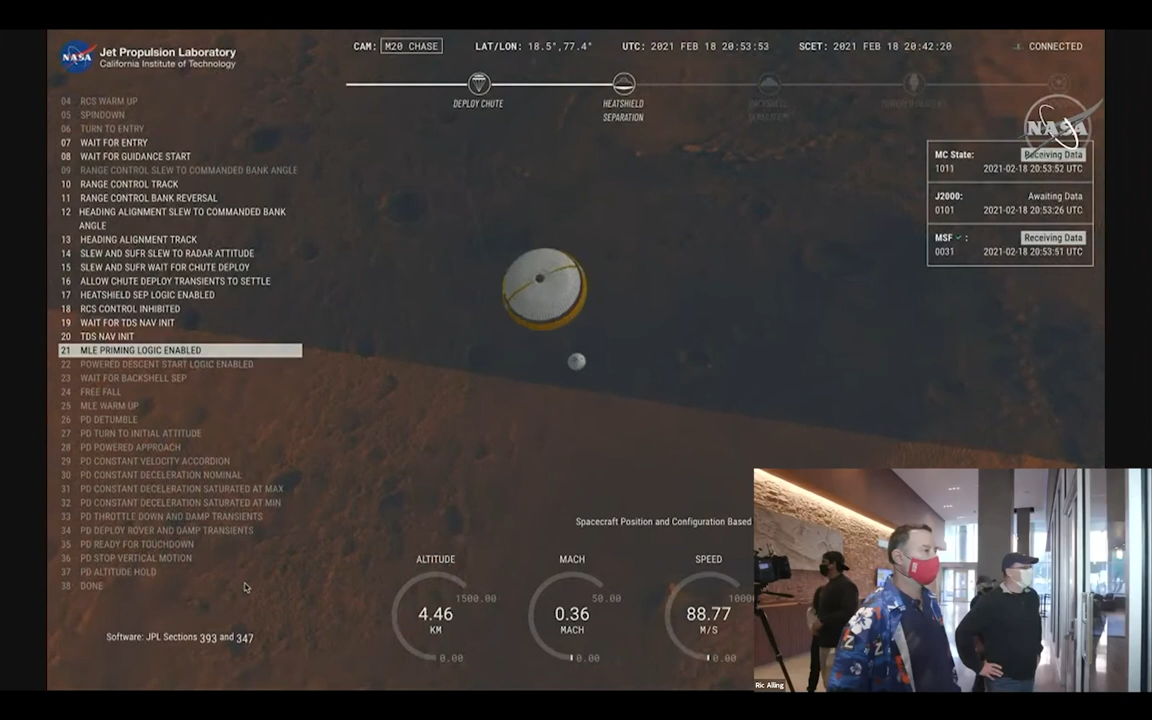 NASA
Jet Propulsion Laboratory
California Institute of Technology
CAM: M20 CHASE
LAT/LON: 18.5°,77.4°
UTC: 2021 FEB 18 20:53:53
SCET: 2021 FEB 18 20:42:20
CONNECTED
DEPLOY CHUTE
HEATSHIELD
SEPARATION
BACKSHELL
SEPARATION
NASA
MC State: Receiving Data
1011 2021-02-18 20:53:52 UTC
J2000: Awaiting Data
0101 2021-02-18 20:53:26 UTC
MSF ✓ : Receiving Data
0031 2021-02-18 20:53:51 UTC
04 RCS WARM UP
05 SPINDOWN
06 TURN TO ENTRY
07 WAIT FOR ENTRY
08 WAIT FOR GUIDANCE START
09 RANGE CONTROL SLEW TO COMMANDED BANK ANGLE
10 RANGE CONTROL TRACK
11 RANGE CONTROL BANK REVERSAL
12 HEADING ALIGNMENT SLEW TO COMMANDED BANK
ANGLE
13 HEADING ALIGNMENT TRACK
14 SLEW AND SUFR SLEW TO RADAR ATTITUDE
15 SLEW AND SUFR WAIT FOR CHUTE DEPLOY
16 ALLOW CHUTE DEPLOY TRANSIENTS TO SETTLE
17 HEATSHIELD SEP LOGIC ENABLED
18 RCS CONTROL INHIBITED
19 WAIT FOR TDS NAV INIT
20 TDS NAV INIT
21 MLE PRIMING LOGIC ENABLED
22 POWERED DESCENT START LOGIC ENABLED
23 WAIT FOR BACKSHELL SEP
24 FREE FALL
25 MLE WARM UP
26 PD DETUMBLE
27 PD TURN TO INITIAL ATTITUDE
28 PD POWERED APPROACH
29 PD CONSTANT VELOCITY ACCORDION
30 PD CONSTANT DECELERATION NOMINAL
31 PD CONSTANT DECELERATION SATURATED AT MAX
32 PD CONSTANT DECELERATION SATURATED AT MIN
33 PD THROTTLE DOWN AND DAMP TRANSIENTS
34 PD DEPLOY ROVER AND DAMP TRANSIENTS
35 PD READY FOR TOUCHDOWN
36 PD STOP VERTICAL MOTION
37 PD ALTITUDE HOLD
38 DONE
Software: JPL Sections 393 and 347
Spacecraft Position and Configuration Based
ALTITUDE
1500.00
4.46
KM
0.00
MACH
50.00
0.36
MACH
0.00
SPEED
1000
88.77
M/S
0.00
Ric Alling